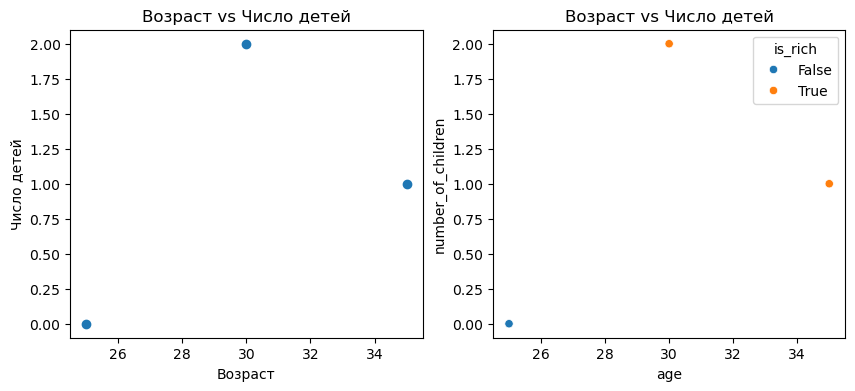 Возраст vs Число детей
Число детей
2.00
1.75
1.50
1.25
1.00
0.75
0.50
0.25
0.00
26 28 30 32 34
Возраст
Возраст vs Число детей
number_of_children
2.00
1.75
1.50
1.25
1.00
0.75
0.50
0.25
0.00
is_rich
False
True
26 28 30 32 34
age